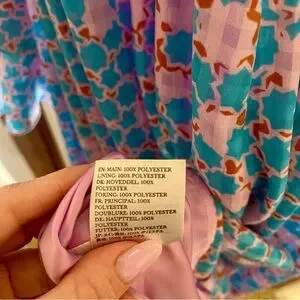 EN: MAIN: 100% POLYESTER
LINING: 100% POLYESTER
DK: HOVEDDEL: 100%
POLYESTER
FORING: 100% POLYESTER
FR: PRINCIPAL: 100%
POLYESTER
DOUBLURE: 100% POLYESTER
DE: HAUPTTEIL: 100%
POLYESTER
FUTTER: 100% POLYESTER
100%